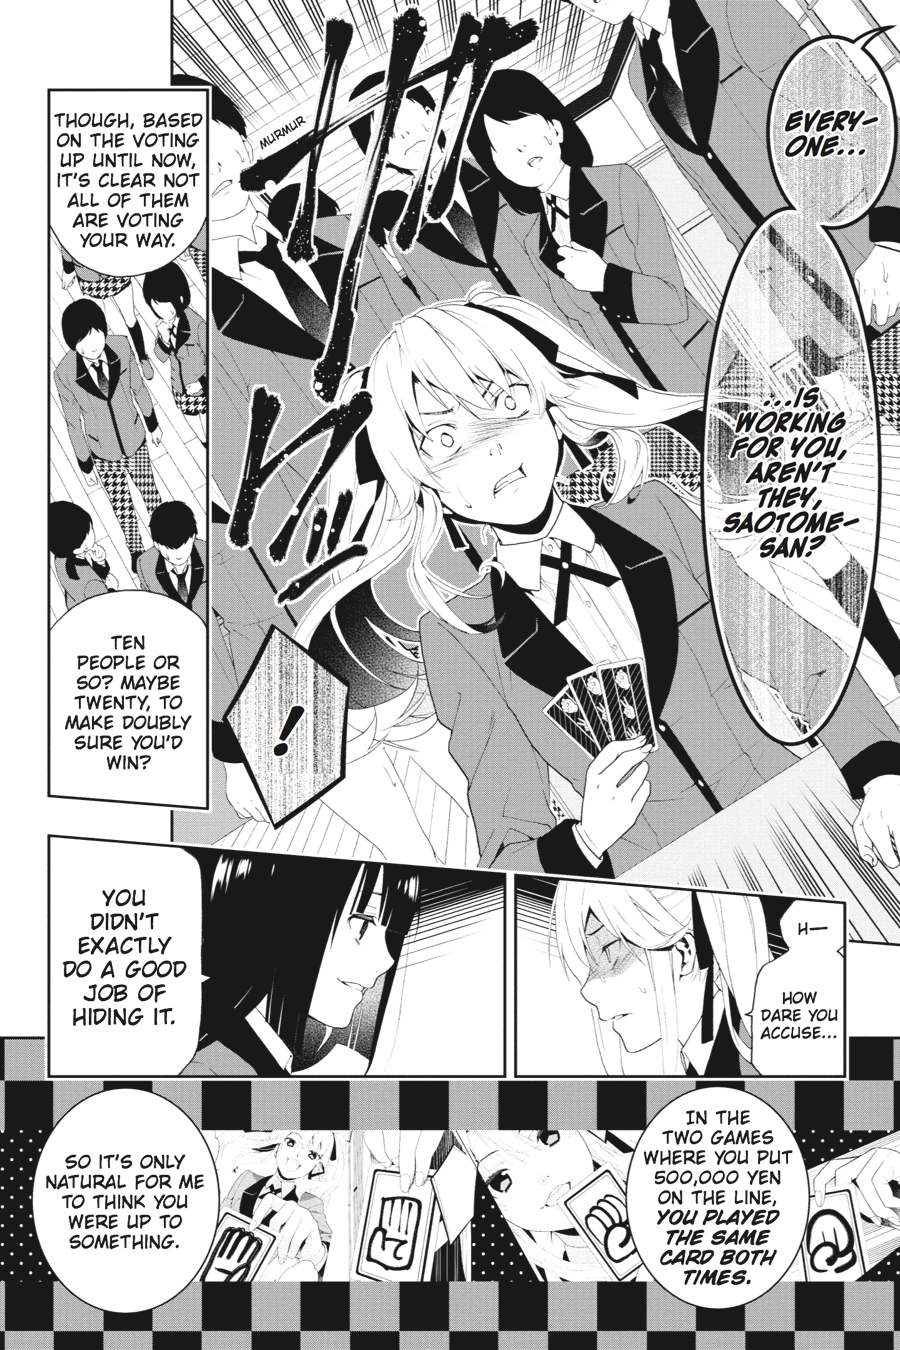 EVERY-
ONE...
...IS
WORKING
FOR YOU,
AREN'T
THEY,
SAOTOME-
SAN?
MURMUR
ザワ
ザワ
!
THOUGH, BASED
ON THE VOTING
UP UNTIL NOW,
IT'S CLEAR NOT
ALL OF THEM
ARE VOTING
YOUR WAY.
TEN
PEOPLE OR
SO? MAYBE
TWENTY, TO
MAKE DOUBLY
SURE YOU'D
WIN?
H—
HOW
DARE YOU
ACCUSE...
YOU
DIDN'T
EXACTLY
DO A GOOD
JOB OF
HIDING IT.
IN THE
TWO GAMES
WHERE YOU PUT
500,000 YEN
ON THE LINE,
YOU PLAYED
THE SAME
CARD BOTH
TIMES.
SO IT'S ONLY
NATURAL FOR ME
TO THINK YOU
WERE UP TO
SOMETHING.